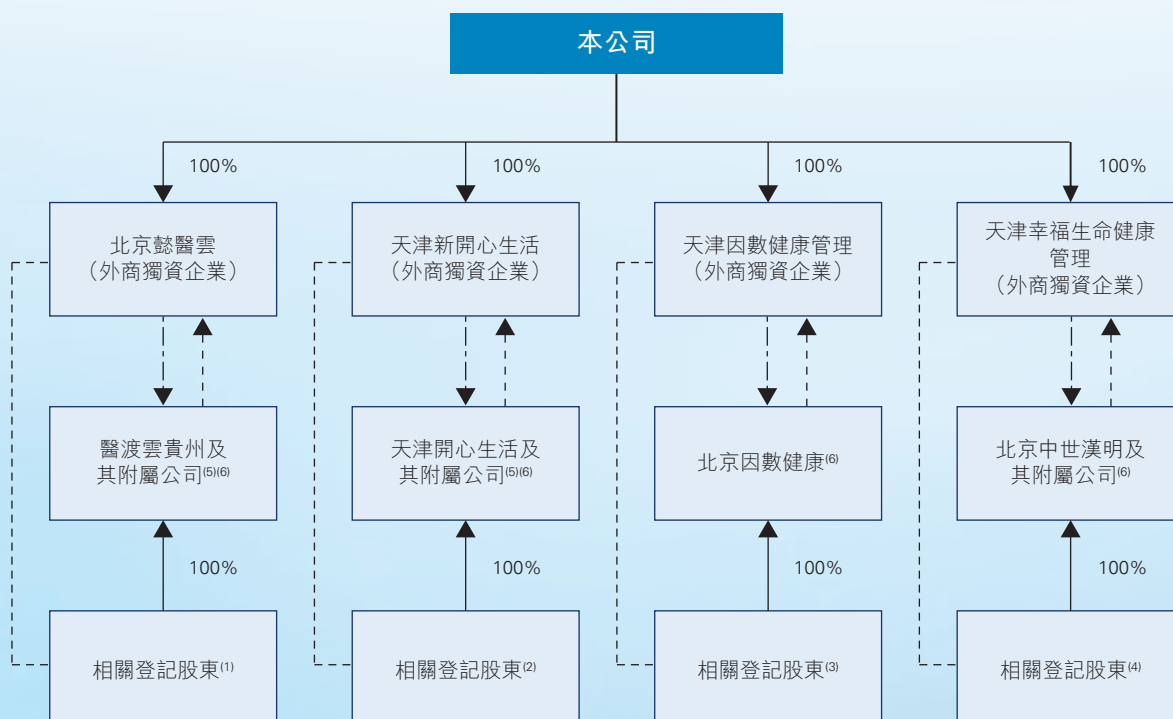 本公司
100%
100%
100%
100%
北京懿醫雲
（外商獨資企業）
天津新開心生活
（外商獨資企業）
天津因數健康管理
（外商獨資企業）
天津幸福生命健康
管理
（外商獨資企業）
醫渡雲貴州及
其附屬公司(5)(6)
天津開心生活及
其附屬公司(5)(6)
北京因數健康(6)
北京中世漢明及
其附屬公司(6)
100%
100%
100%
100%
相關登記股東(1)
相關登記股東(2)
相關登記股東(3)
相關登記股東(4)